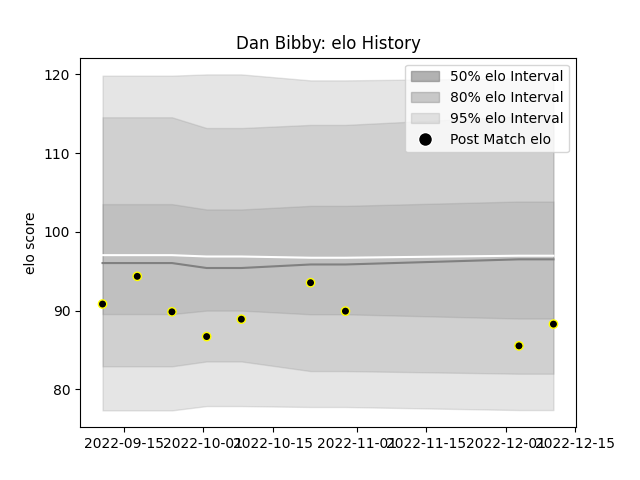 Dan Bibby: elo History
50% elo Interval
80% elo Interval
95% elo Interval
Post Match elo
elo score
120
110
100
90
80
2022-09-15 2022-10-01 2022-10-15 2022-11-01 2022-11-15 2022-12-01 2022-12-15